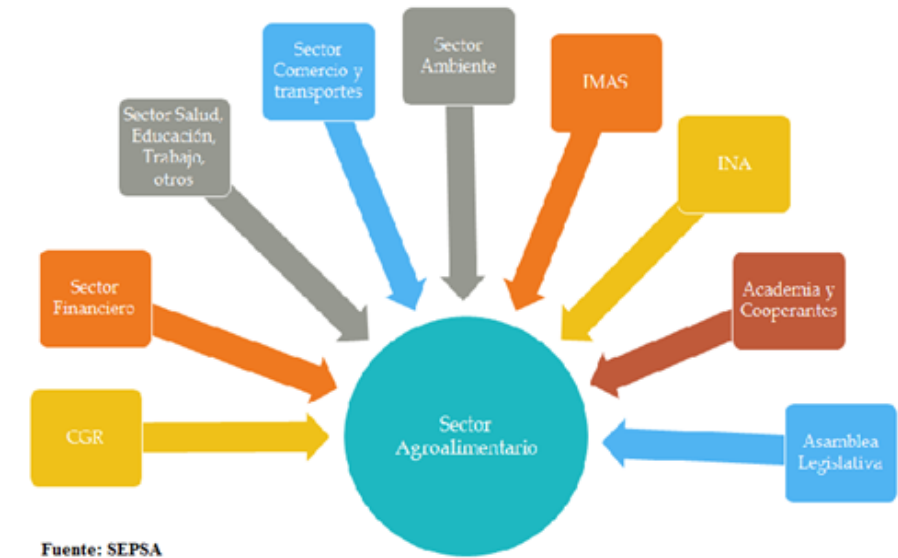 Sector
Comercio y
transportes
Sector
Ambiente
IMAS
INA
Sector Salud,
Educación,
Trabajo,
otros
Sector
Financiero
Academia y
Cooperantes
CGR
Sector
Agroalimentario
Asamblea
Legislativa
Fuente: SEPSA